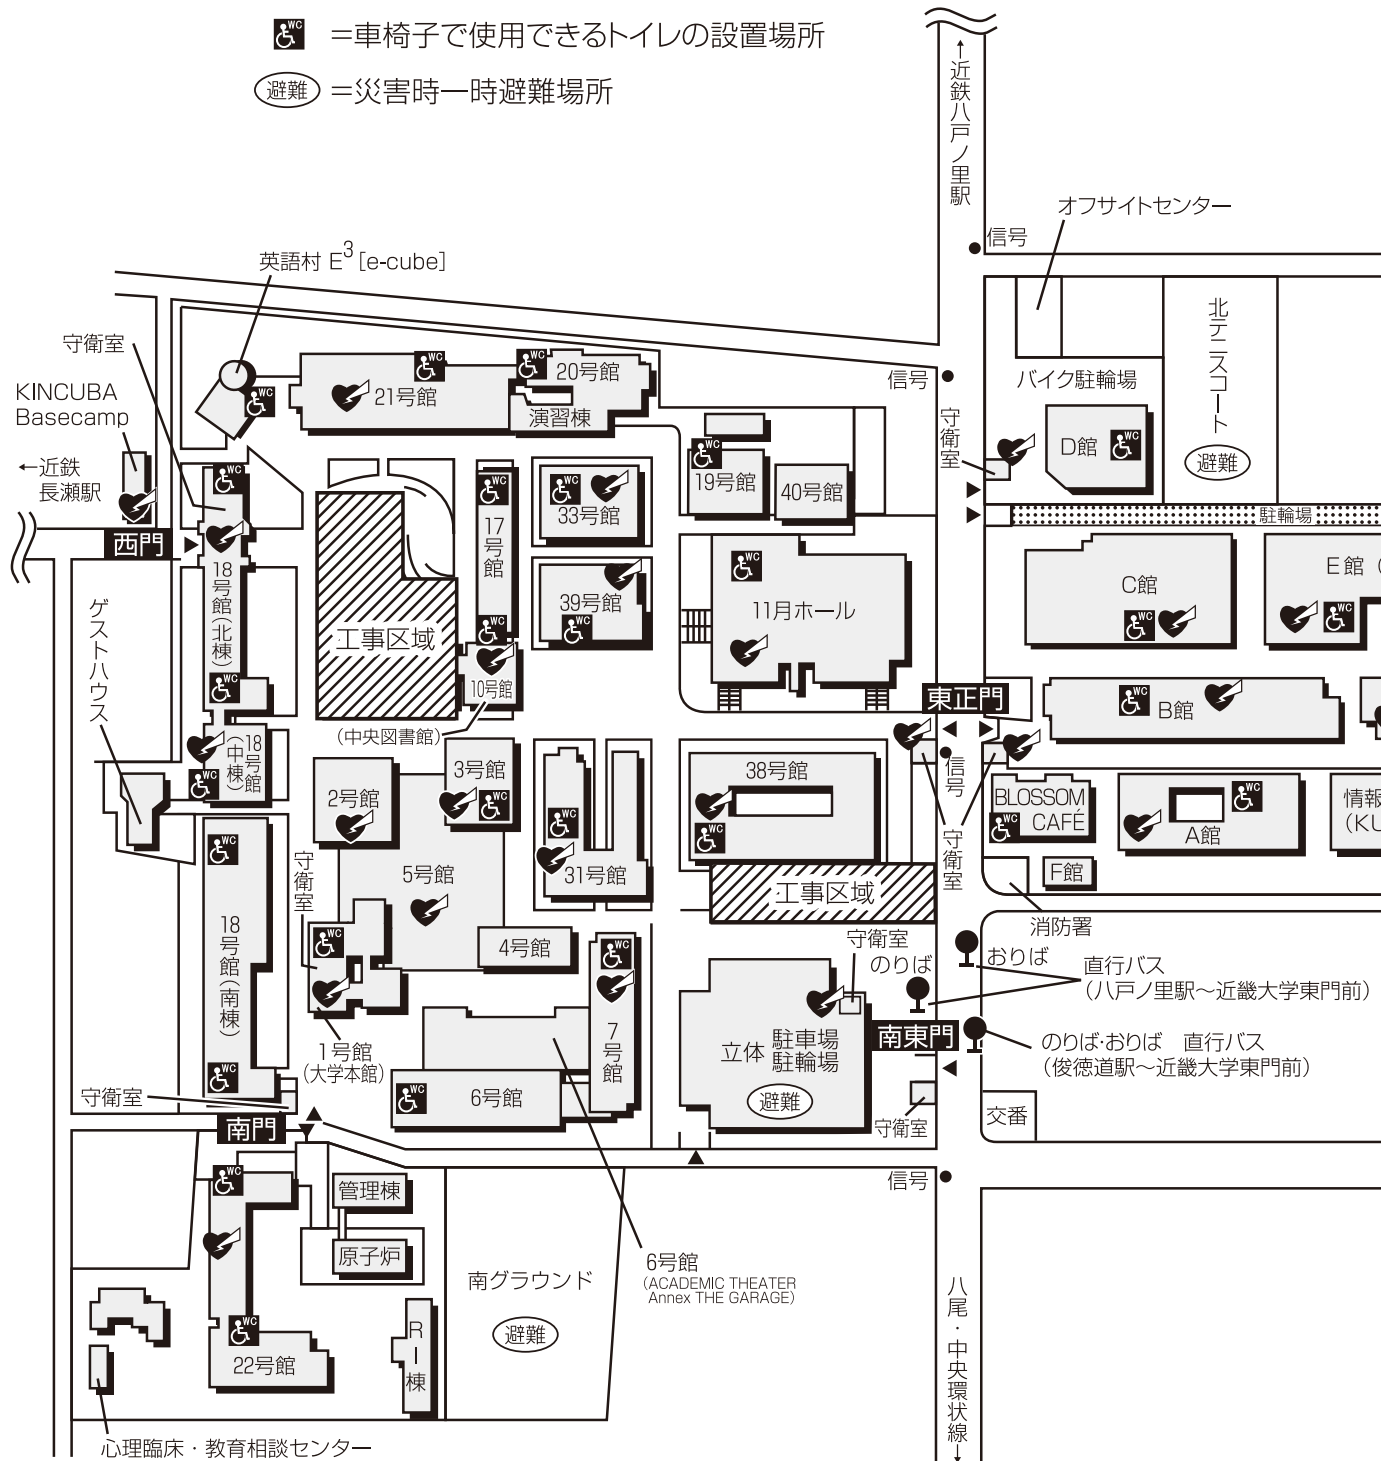 WC =車椅子で使用できるトイレの設置場所
避難 =災害時一時避難場所
↑近鉄八戸ノ里駅
オフサイトセンター
信号
英語村 E³ [e-cube]
守衛室
KINCUBA
Basecamp
←近鉄
長瀬駅
西門
21号館
20号館
演習棟
信号
守衛室
バイク駐輪場
北テニスコート
避難
D館
19号館
40号館
33号館
17号館
駐輪場
18号館(北棟)
ゲストハウス
工事区域
39号館
11月ホール
C館
E館(
10号館
(中央図書館)
東正門
B館
18号館(中棟)
2号館
3号館
38号館
信号
BLOSSOM
CAFÉ
A館
情報
(KU
守衛室
5号館
31号館
工事区域
守衛室
F館
消防署
18号館(南棟)
4号館
守衛室
のりば
おりば
直行バス
(八戸ノ里駅〜近畿大学東門前)
1号館
(大学本館)
7号館
立体 駐車場
駐輪場
避難
南東門
のりば・おりば 直行バス
(俊徳道駅〜近畿大学東門前)
守衛室
6号館
守衛室
交番
南門
信号
管理棟
原子炉
南グラウンド
避難
6号館
(ACADEMIC THEATER
Annex THE GARAGE)
22号館
RI棟
八尾・中央環状線↓
心理臨床・教育相談センター